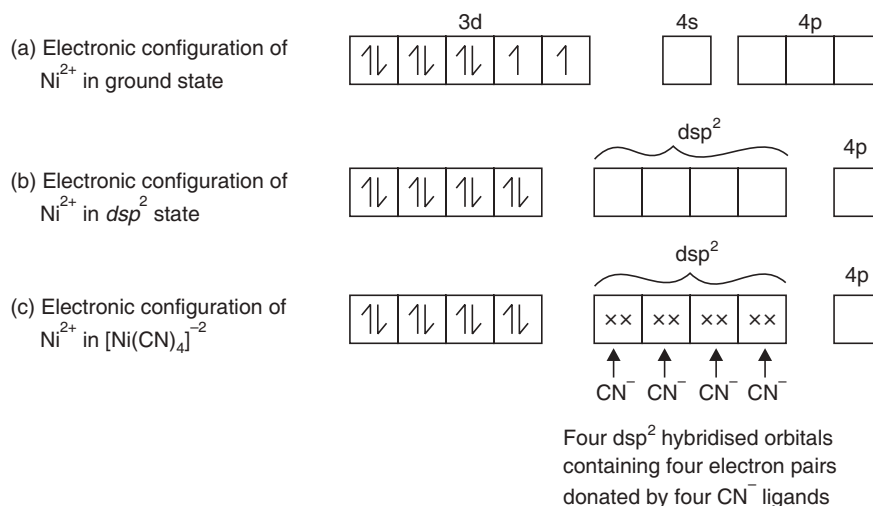 3d 4s 4p
(a) Electronic configuration of
Ni²⁺ in ground state
⥮ ⥮ ⥮ ↿ ↿
dsp²
(b) Electronic configuration of
Ni²⁺ in dsp² state
4p
⥮ ⥮ ⥮ ⥮
dsp²
(c) Electronic configuration of
Ni²⁺ in [Ni(CN)₄]⁻²
4p
⥮ ⥮ ⥮ ⥮ ×× ×× ×× ××
CN⁻ CN⁻ CN⁻ CN⁻
Four dsp² hybridised orbitals
containing four electron pairs
donated by four CN⁻ ligands